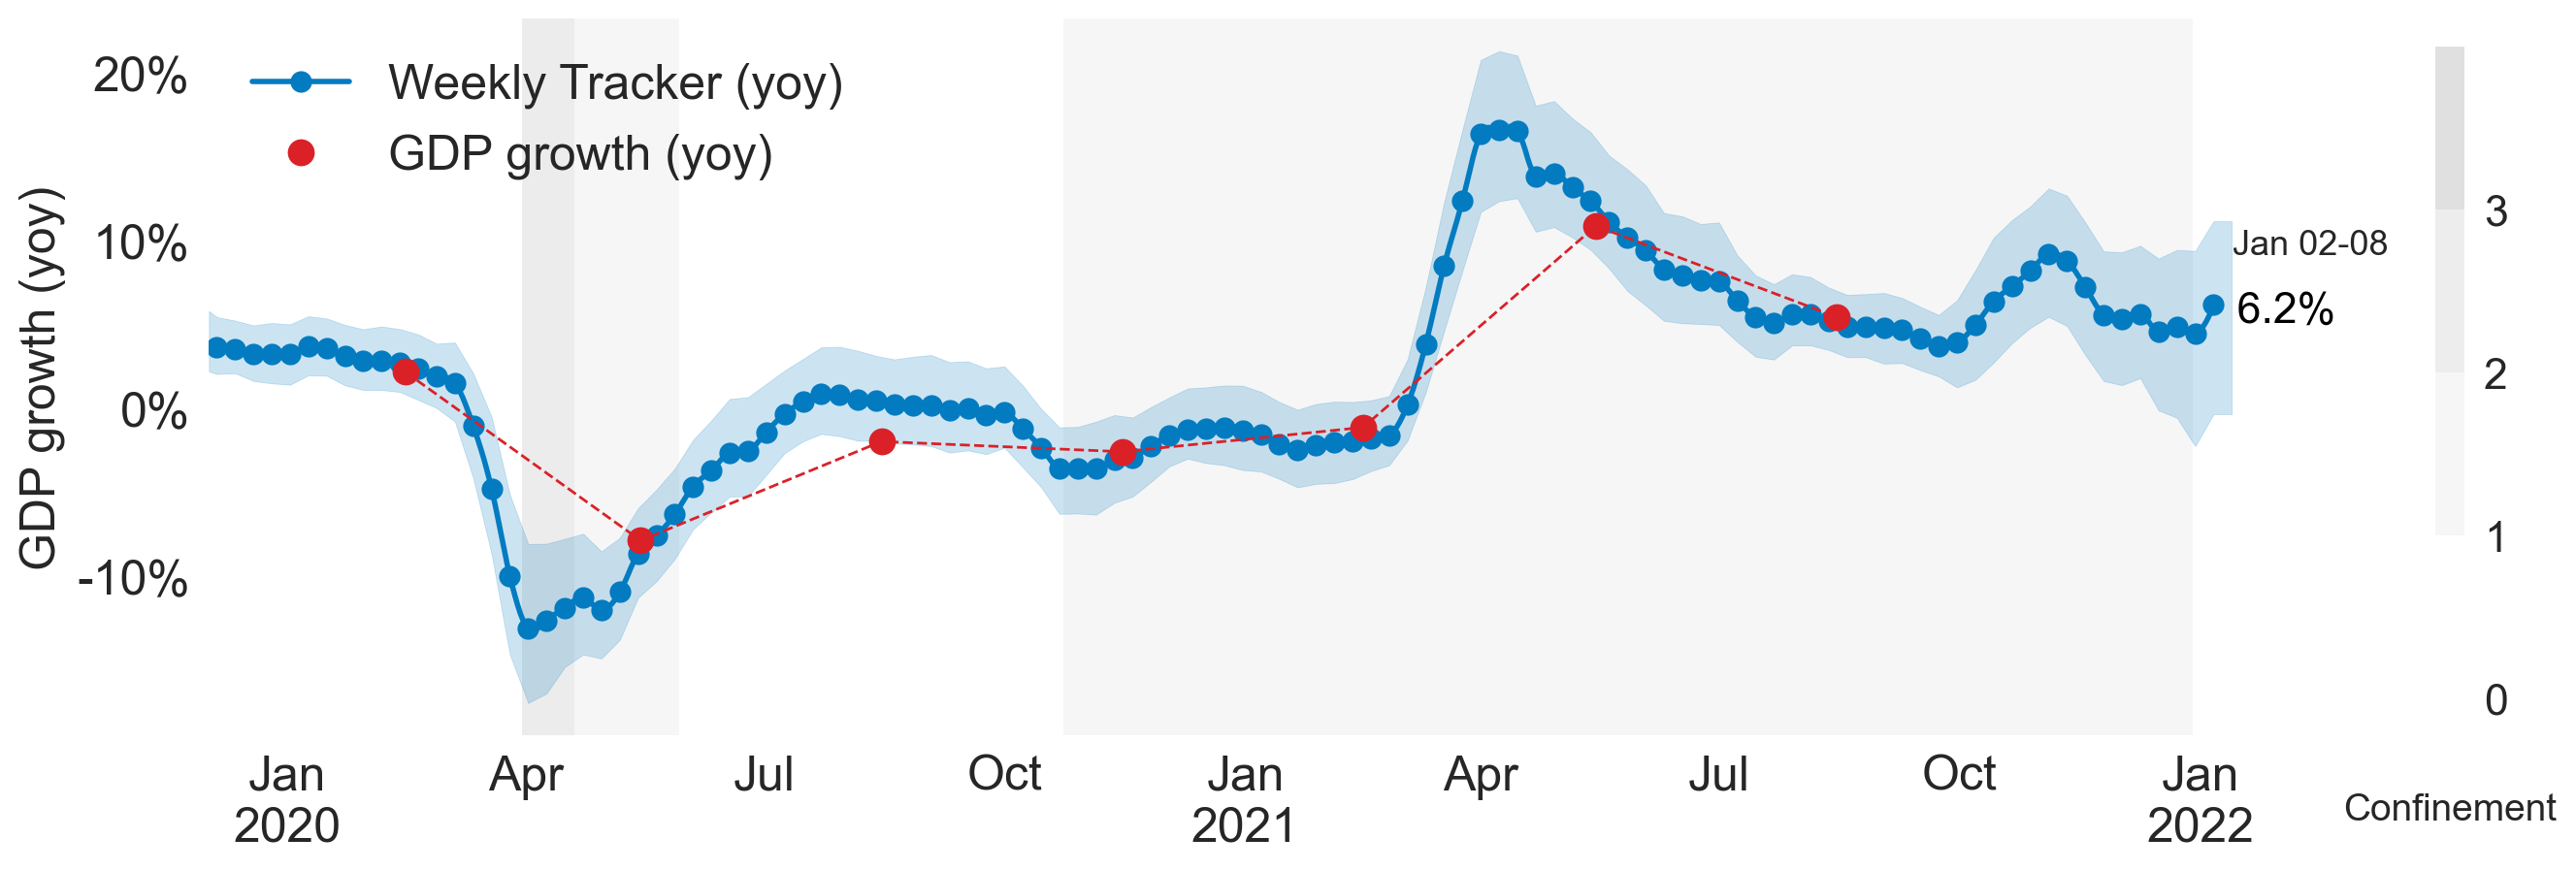 20%
10%
0%
-10%
GDP growth (yoy)
Weekly Tracker (yoy)
GDP growth (yoy)
Jan 02-08
6.2%
3
2
1
0
Confinement
Jan Apr Jul Oct Jan Apr Jul Oct Jan
2020 2021 2022